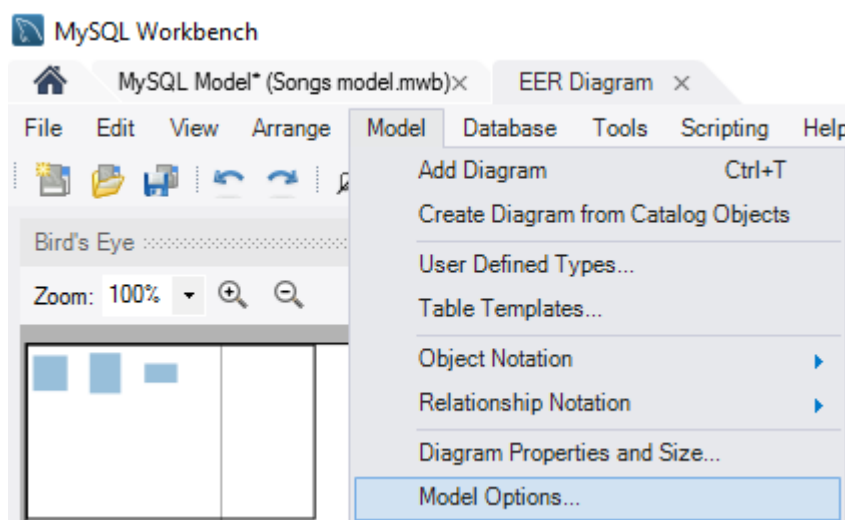 MySQL Workbench
MySQL Model* (Songs model.mwb)× EER Diagram ×
File Edit View Arrange Model Database Tools Scripting Help
Add Diagram Ctrl+T
Create Diagram from Catalog Objects
Bird's Eye
User Defined Types...
Zoom: 100%
Table Templates...
Object Notation
Relationship Notation
Diagram Properties and Size...
Model Options...